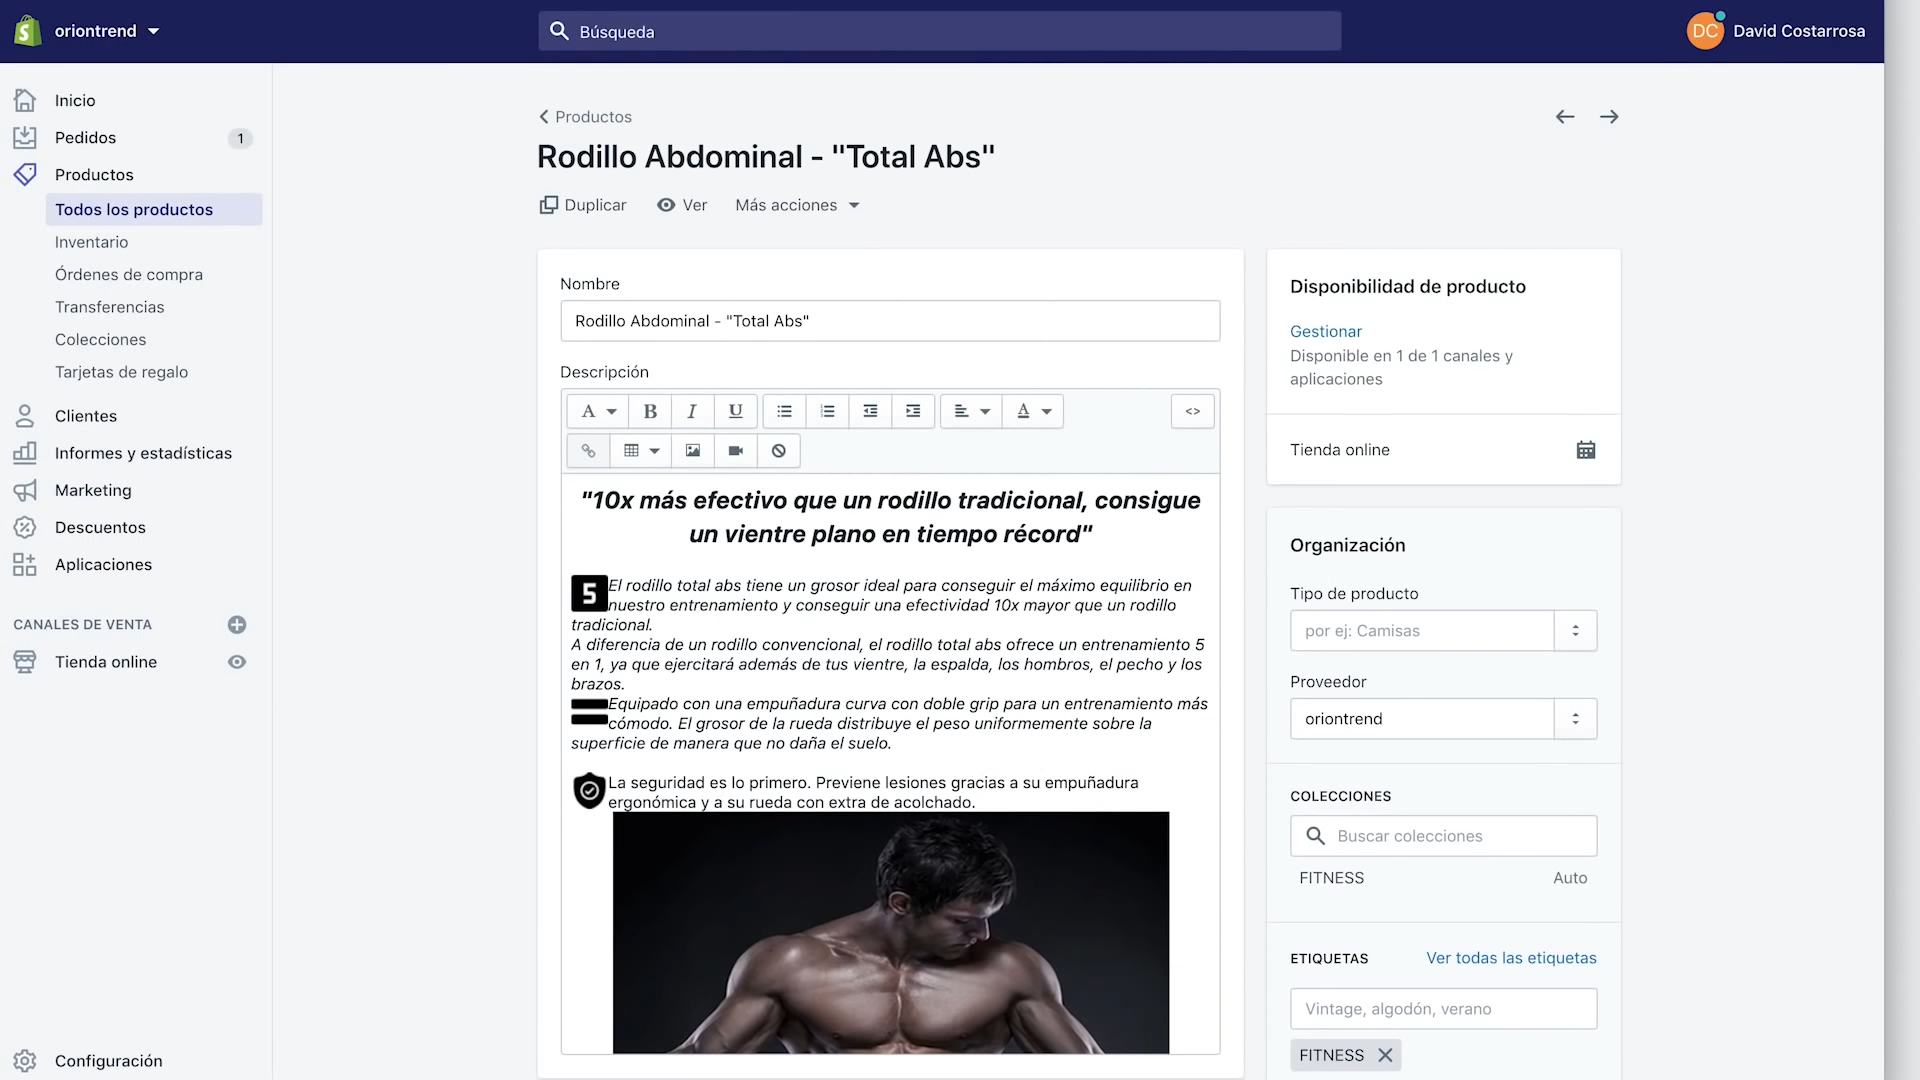 oriontrend
Búsqueda
DC
David Costarrosa
Inicio
Pedidos
1
Productos
Todos los productos
Inventario
Órdenes de compra
Transferencias
Colecciones
Tarjetas de regalo
Clientes
Informes y estadísticas
Marketing
Descuentos
Aplicaciones
CANALES DE VENTA
Tienda online
Configuración
Productos
Rodillo Abdominal - "Total Abs"
Duplicar
Ver
Más acciones
Nombre
Rodillo Abdominal - "Total Abs"
Descripción
A
B
I
U
A
<>
"10x más efectivo que un rodillo tradicional, consigue
un vientre plano en tiempo récord"
5
El rodillo total abs tiene un grosor ideal para conseguir el máximo equilibrio en
nuestro entrenamiento y conseguir una efectividad 10x mayor que un rodillo
tradicional.
A diferencia de un rodillo convencional, el rodillo total abs ofrece un entrenamiento 5
en 1, ya que ejercitará además de tus vientre, la espalda, los hombros, el pecho y los
brazos.
Equipado con una empuñadura curva con doble grip para un entrenamiento más
cómodo. El grosor de la rueda distribuye el peso uniformemente sobre la
superficie de manera que no daña el suelo.
La seguridad es lo primero. Previene lesiones gracias a su empuñadura
ergonómica y a su rueda con extra de acolchado.
Disponibilidad de producto
Gestionar
Disponible en 1 de 1 canales y
aplicaciones
Tienda online
Organización
Tipo de producto
por ej: Camisas
Proveedor
oriontrend
COLECCIONES
Buscar colecciones
FITNESS
Auto
ETIQUETAS
Ver todas las etiquetas
Vintage, algodón, verano
FITNESS